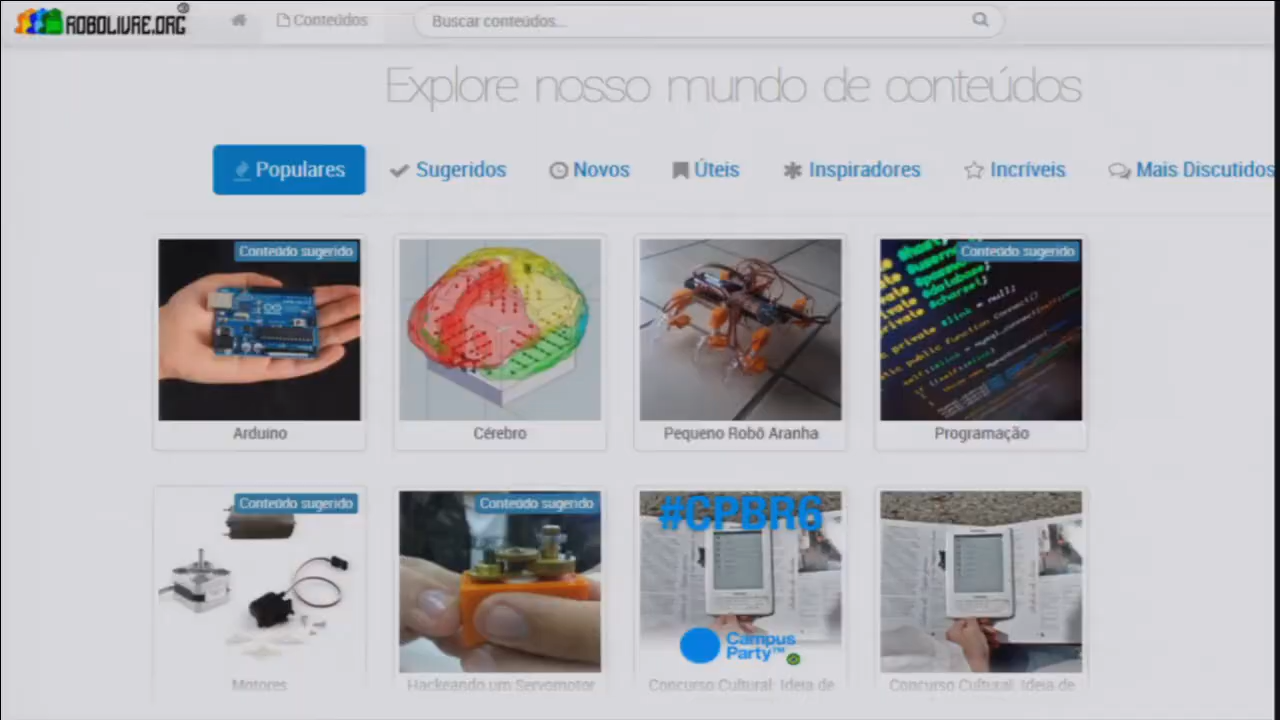 ROBOLIVRE.ORG
Conteúdos
Buscar conteúdos...
Explore nosso mundo de conteúdos
Populares
Sugeridos
Novos
Úteis
Inspiradores
Incríveis
Mais Discutidos
Conteúdo sugerido
Conteúdo sugerido
Arduino
Cérebro
Pequeno Robô Aranha
Programação
Conteúdo sugerido
Conteúdo sugerido
#CPBR6
Campus
Party™
Motores
Hackeando um Servomotor
Concurso Cultural: Ideia de
Concurso Cultural: Ideia de